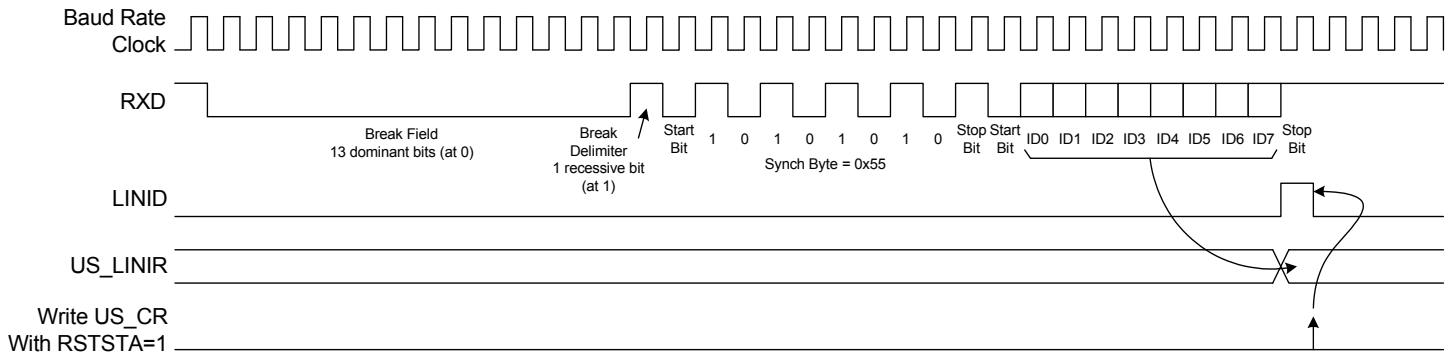 Baud Rate
Clock
RXD
Break Field
13 dominant bits (at 0)
Break
Delimiter
1 recessive bit
(at 1)
Start
Bit
1 0 1 0 1 0 1 0
Synch Byte = 0x55
Stop
Bit
Start
Bit
ID0 ID1 ID2 ID3 ID4 ID5 ID6 ID7
Stop
Bit
LINID
US_LINIR
Write US_CR
With RSTSTA=1